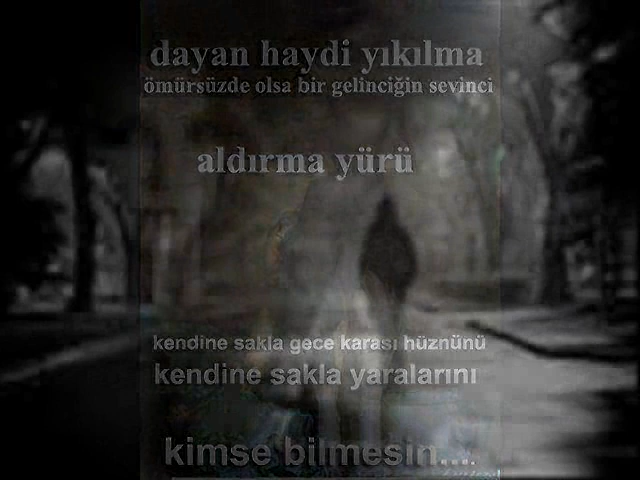 dayan haydi yıkılma
ömürsüzde olsa bir gelinciğin sevinci
aldırma yürü
kendine sakla gece karası hüznünü
kendine sakla yaralarını
kimse bilmesin....